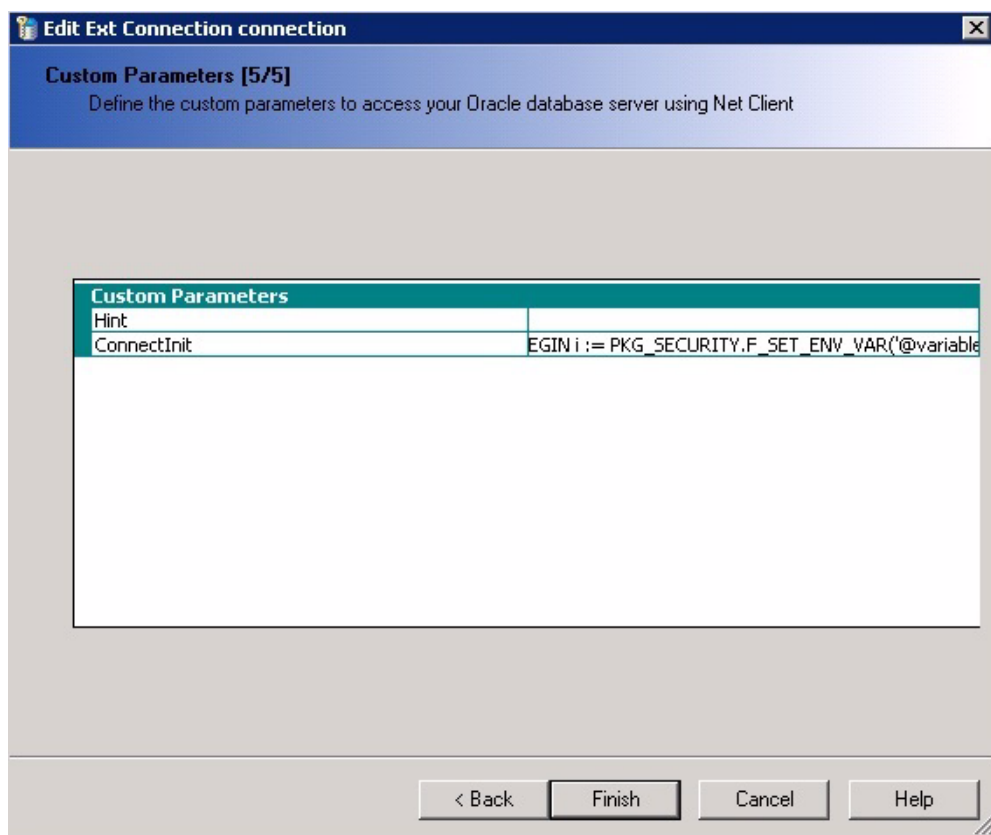 Edit Ext Connection connection
Custom Parameters [5/5]
Define the custom parameters to access your Oracle database server using Net Client
Custom Parameters
Hint
ConnectInit EGIN i := PKG_SECURITY.F_SET_ENV_VAR('@variable
< Back Finish Cancel Help